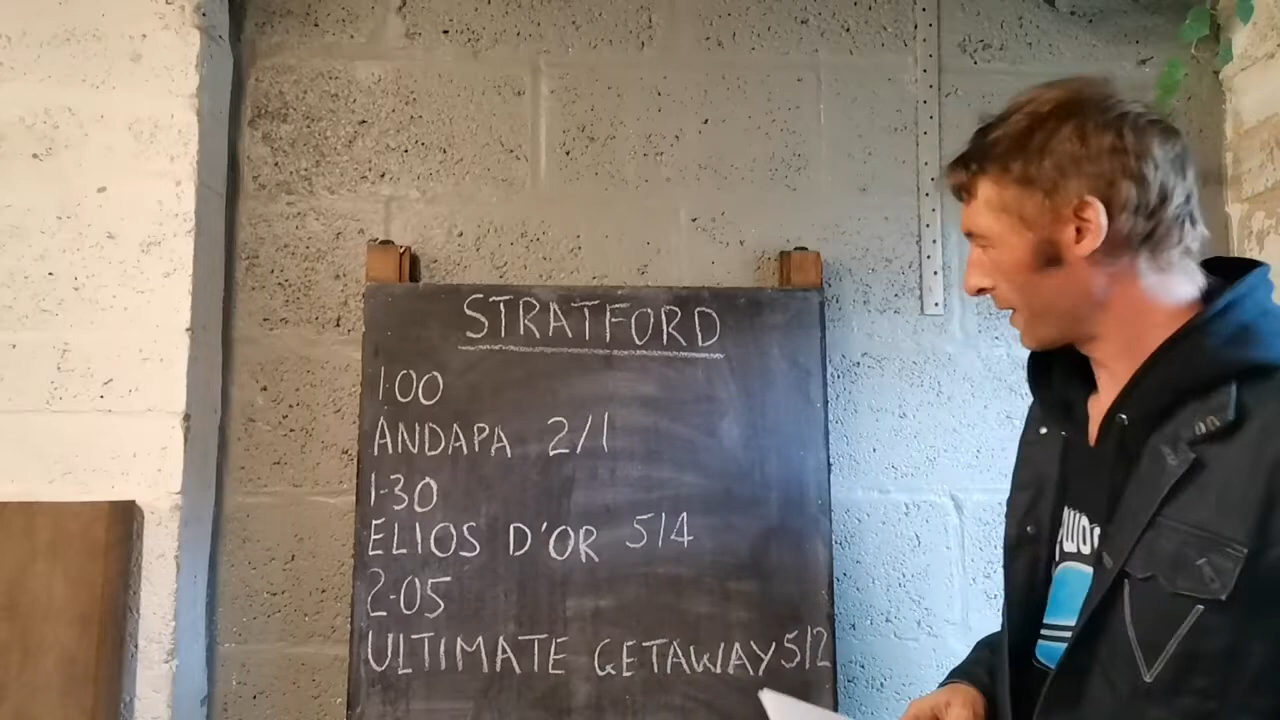 STRATFORD
1.00
ANDAPA 2/1
1-30
ELIOS D'OR 5/4
2-05
ULTIMATE GETAWAY 5/2